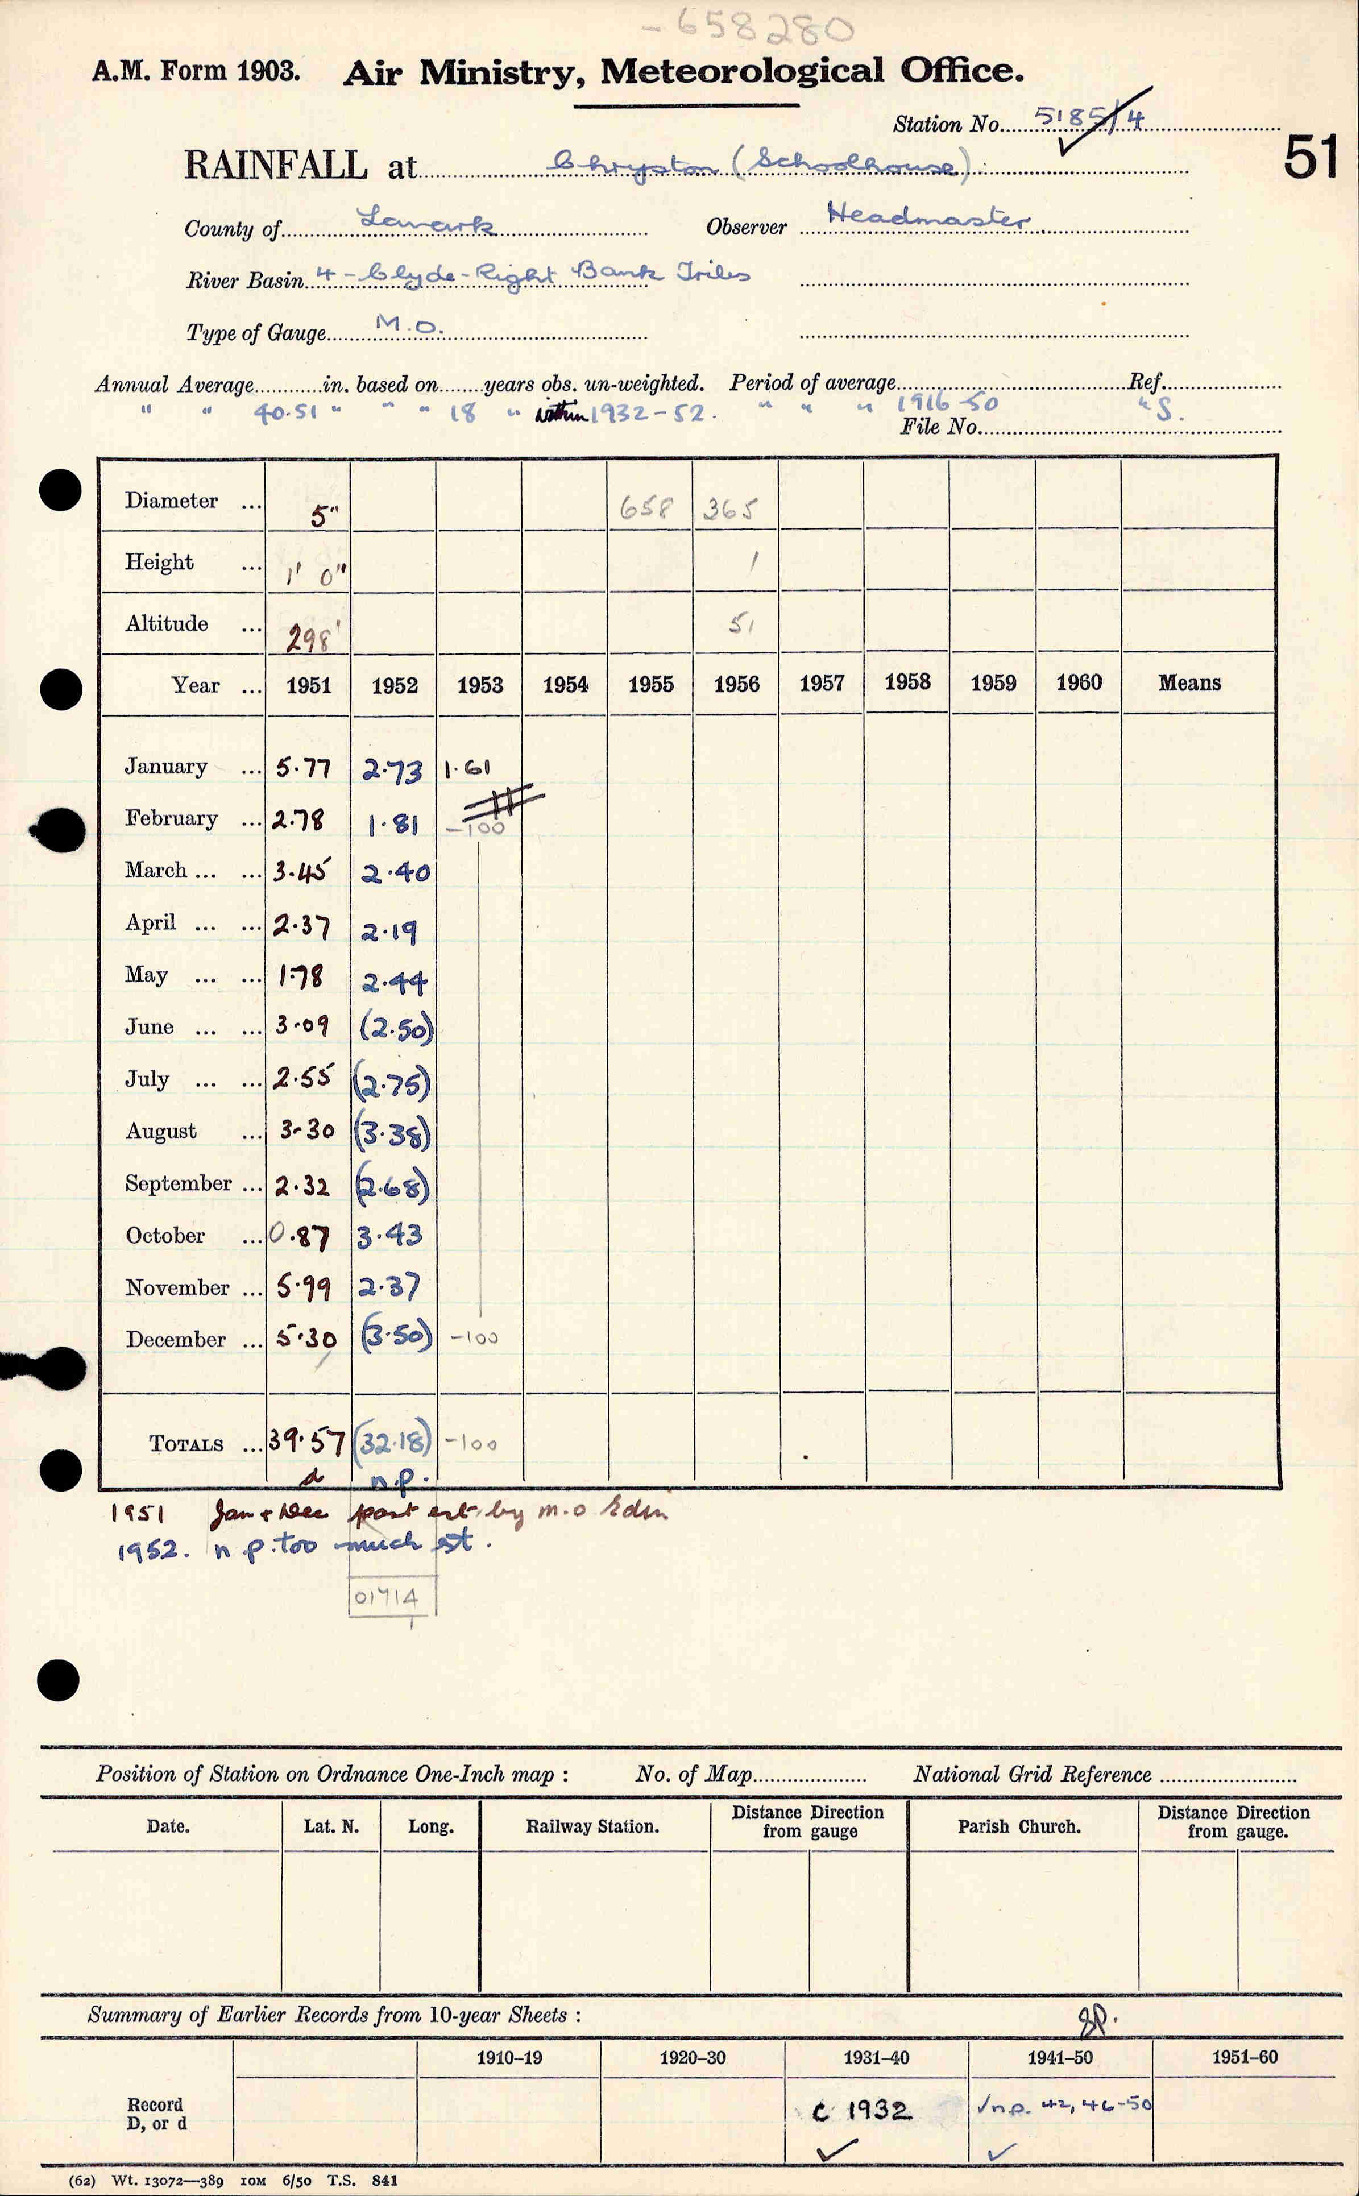 -658280
A.M. Form 1903. Air Ministry, Meteorological Office.
Station No. 5185/4
51
RAINFALL at Chryston (Schoolhouse)
County of Lanark Observer Headmaster
River Basin 4 - Clyde - Right Bank Tribs
Type of Gauge M.O.
Annual Average in. based on years obs. un-weighted. Period of average Ref.
" " 40.51 " " " 18 " within 1932-52. " " " 1916-50 " S.
File No.
Diameter ... 5" 658 365
Height ... 1' 0" 1
Altitude ... 298' 51
Year ... 1951 1952 1953 1954 1955 1956 1957 1958 1959 1960 Means
January ... 5.77 2.73 1.61
February ... 2.78 1.81 -100
March ... ... 3.45 2.40
April ... ... 2.37 2.19
May ... ... 1.78 2.44
June ... ... 3.09 (2.50)
July ... ... 2.55 (2.75)
August ... 3.30 (3.38)
September ... 2.32 (2.68)
October ... 0.87 3.43
November ... 5.99 2.37
December ... 5.30 (3.50) -100
TOTALS ... 39.57 (32.18) -100
d n.p.
1951 Jan + Dec part est. by M.O Edin
1952. n.p. too much est.
01714
Position of Station on Ordnance One-Inch map : No. of Map National Grid Reference
Date. Lat. N. Long. Railway Station. Distance Direction from gauge Parish Church. Distance Direction from gauge.
Summary of Earlier Records from 10-year Sheets :
1910–19 1920–30 1931–40 1941–50 1951–60
Record D, or d c 1932 ✓n.p. 42, 46-50
✓ ✓
(62) Wt. 13072—389 10M 6/50 T.S. 841